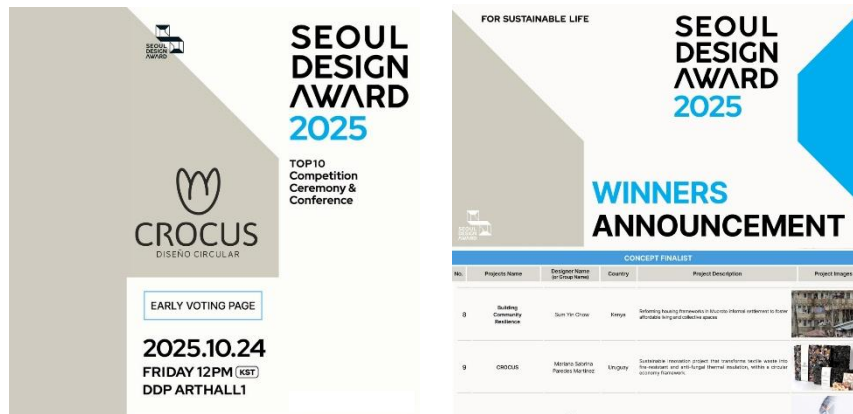 SEOUL
DESIGN
AWARD
SEOUL
DESIGN
AWARD
2025
TOP10
Competition
Ceremony &
Conference
CROCUS
DISEÑO CIRCULAR
EARLY VOTING PAGE
2025.10.24
FRIDAY 12PM KST
DDP ARTHALL1
FOR SUSTAINABLE LIFE
SEOUL
DESIGN
AWARD
2025
WINNERS
ANNOUNCEMENT
SEOUL
DESIGN
AWARD
CONCEPT FINALIST
No. Projects Name Designer Name (or Group Name) Country Project Description Project Images
8 Building Community Resilience Sum Yin Chow Kenya Reforming housing frameworks in informal settlement to foster affordable living and collective spaces
9 CROCUS Mariana Sabrina Paredes Martinez Uruguay Sustainable innovation project that transforms textile waste into fire-resistant and anti-fungal thermal insulation, within a circular economy framework.